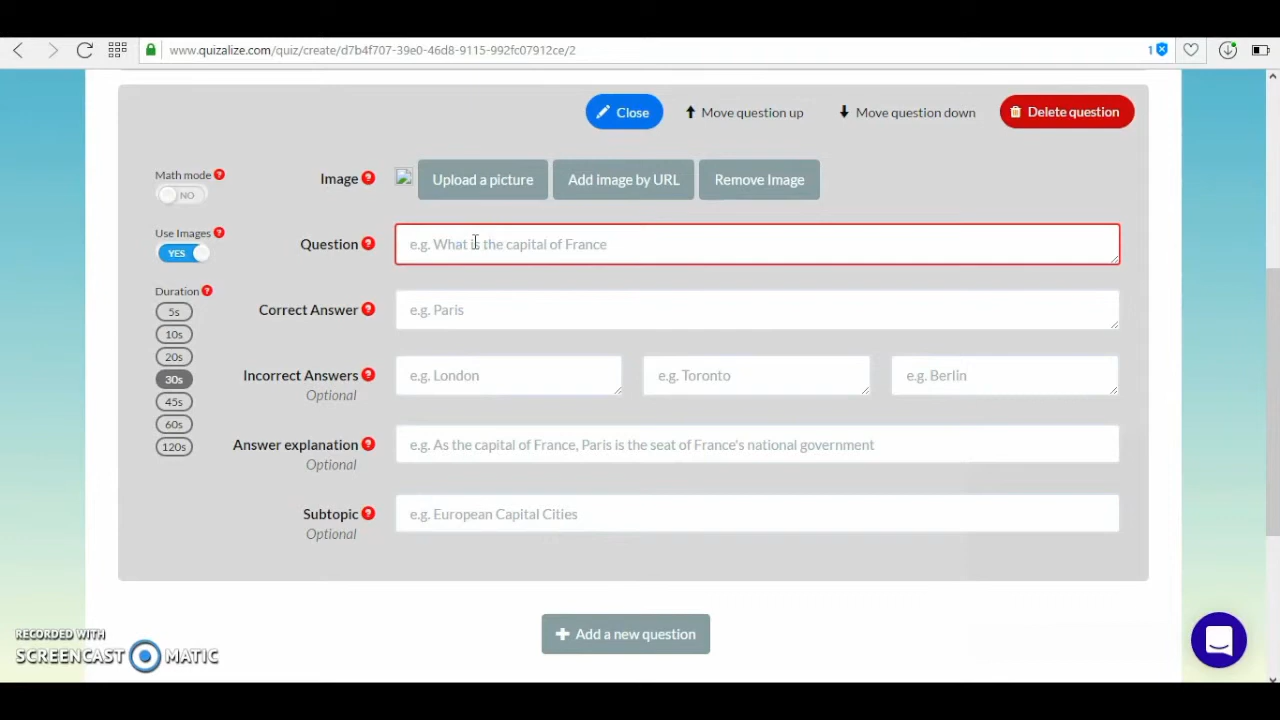 www.quizalize.com/quiz/create/d7b4f707-39e0-46d8-9115-992fc07912ce/2
1
Close
Move question up
Move question down
Delete question
Math mode ?
NO
Image ?
Upload a picture
Add image by URL
Remove Image
Use Images ?
YES
Question ?
e.g. What is the capital of France
Duration ?
5s
10s
20s
30s
45s
60s
120s
Correct Answer ?
e.g. Paris
Incorrect Answers ?
Optional
e.g. London
e.g. Toronto
e.g. Berlin
Answer explanation ?
Optional
e.g. As the capital of France, Paris is the seat of France's national government
Subtopic ?
Optional
e.g. European Capital Cities
+ Add a new question
RECORDED WITH
SCREENCAST MATIC